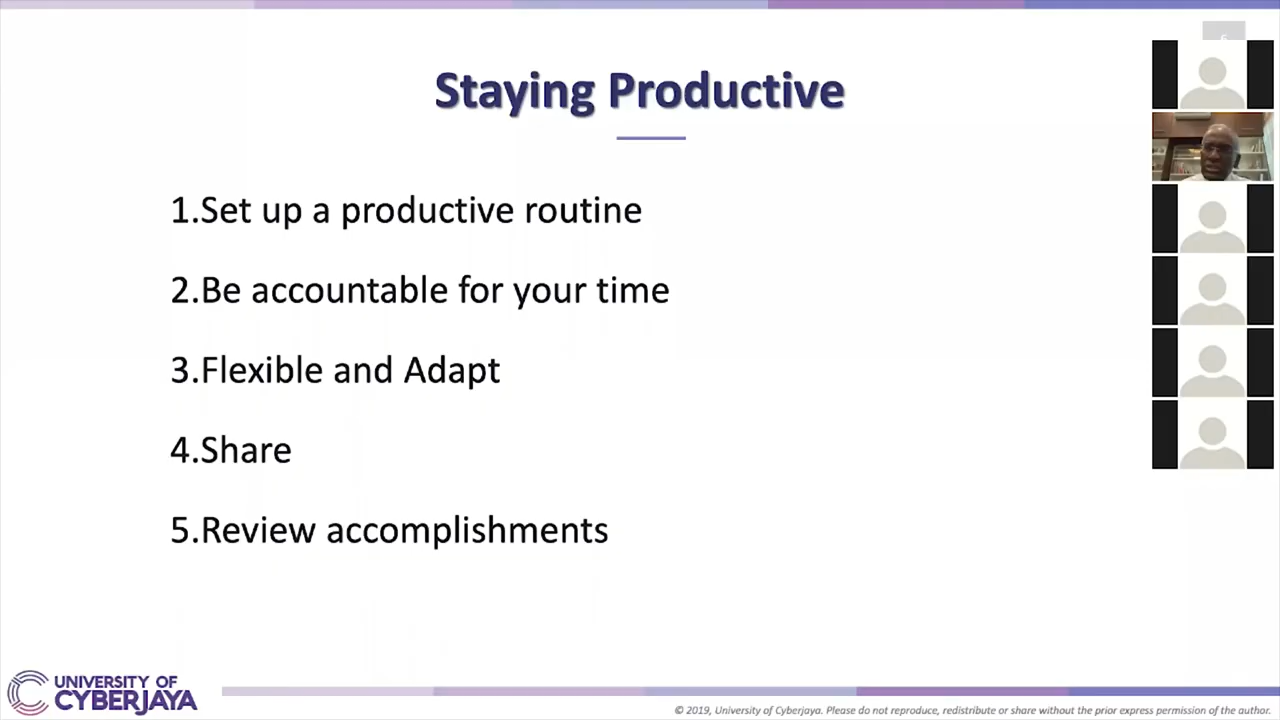 6
Staying Productive
1.Set up a productive routine
2.Be accountable for your time
3.Flexible and Adapt
4.Share
5.Review accomplishments
UNIVERSITY OF
CYBERJAYA
© 2019, University of Cyberjaya. Please do not reproduce, redistribute or share without the prior express permission of the author.